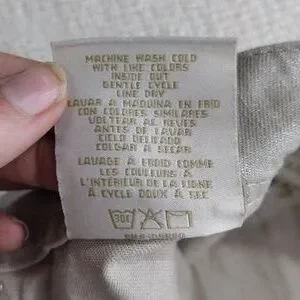 MACHINE WASH COLD
WITH LIKE COLORS
INSIDE OUT
GENTLE CYCLE
LINE DRY
LAVAR A MAQUINA EN FRIO
CON COLORES SIMILARES
VOLTEAR AL REVES
ANTES DE LAVAR
CICLO DELICADO
COLGAR A SECAR
LAVAGE A FROID COMME
LES COULEURS A
L'INTÉRIEUR DE LA LIGNE
À CYCLE DOUX À SEC